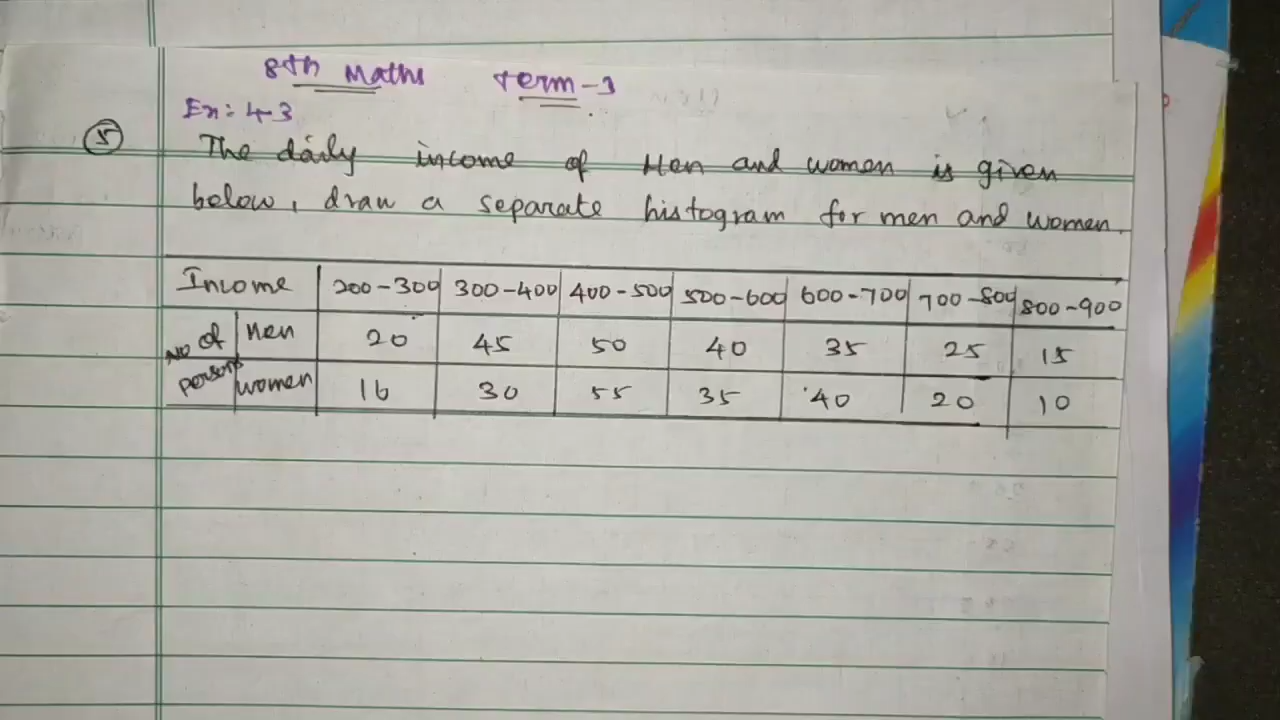 8th Maths Term-3
Ex: 4.3
5 The daily income of Men and women is given
below, draw a separate histogram for men and women.
Income 200-300 300-400 400-500 500-600 600-700 700-800 800-900
No of persons
Men 20 45 50 40 35 25 15
women 16 30 55 35 40 20 10